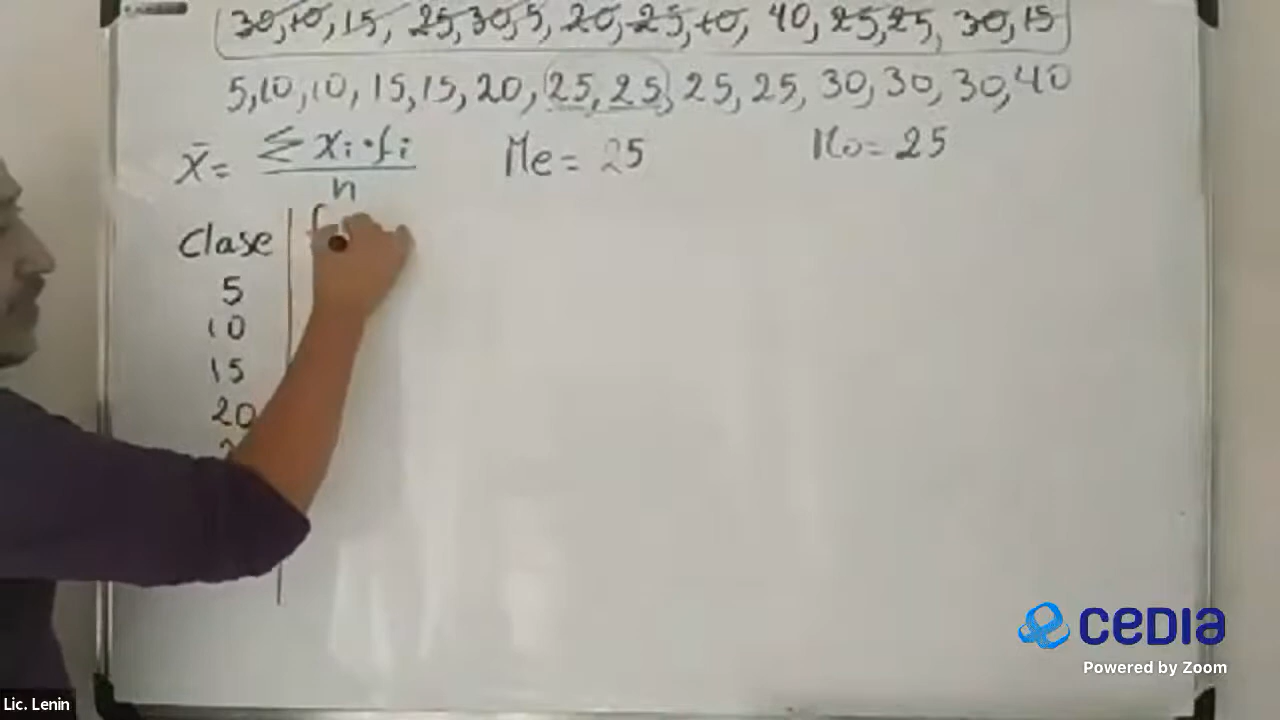 30, 10, 15, 25, 30, 5, 20, 25, 10, 40, 25, 25, 30, 15
5, 10, 10, 15, 15, 20, 25, 25, 25, 25, 30, 30, 30, 40
x̄ = Σ xi · fi / n Me = 25 Mo = 25
Clase f
5
10
15
20
cedia
Powered by Zoom
Lic. Lenin